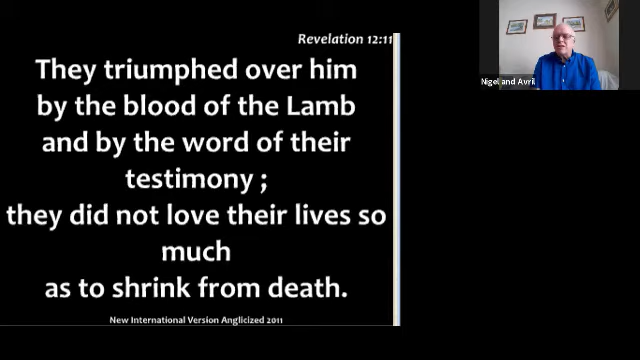 Revelation 12:11
They triumphed over him
by the blood of the Lamb
and by the word of their
testimony ;
they did not love their lives so
much
as to shrink from death.
New International Version Anglicized 2011
Nigel and Avril